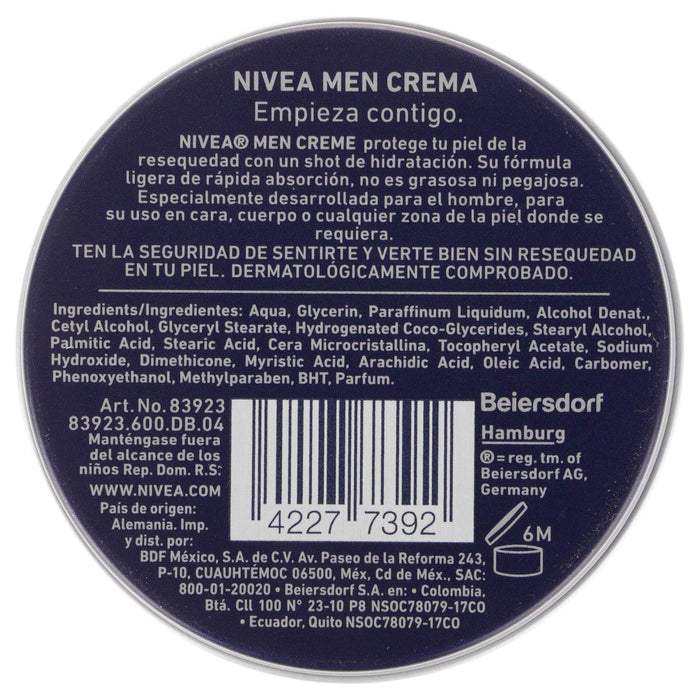 NIVEA MEN CREMA
Empieza contigo.
NIVEA® MEN CREME protege tu piel de la
resequedad con un shot de hidratación. Su fórmula
ligera de rápida absorción, no es grasosa ni pegajosa.
Especialmente desarrollada para el hombre, para
su uso en cara, cuerpo o cualquier zona de la piel donde se
requiera.
TEN LA SEGURIDAD DE SENTIRTE Y VERTE BIEN SIN RESEQUEDAD
EN TU PIEL. DERMATOLÓGICAMENTE COMPROBADO.
Ingredients/Ingredientes: Aqua, Glycerin, Paraffinum Liquidum, Alcohol Denat.,
Cetyl Alcohol, Glyceryl Stearate, Hydrogenated Coco-Glycerides, Stearyl Alcohol,
Palmitic Acid, Stearic Acid, Cera Microcristallina, Tocopheryl Acetate, Sodium
Hydroxide, Dimethicone, Myristic Acid, Arachidic Acid, Oleic Acid, Carbomer,
Phenoxyethanol, Methylparaben, BHT, Parfum.
Art.No. 83923
83923.600.DB.04
Manténgase fuera
del alcance de los
niños Rep. Dom. R.S.:
WWW.NIVEA.COM
País de origen:
Alemania. Imp.
y dist. por:
4227 7392
Beiersdorf
Hamburg
®= reg. tm. of
Beiersdorf AG,
Germany
6M
BDF México, S.A. de C.V. Av. Paseo de la Reforma 243,
P-10, CUAUHTÉMOC 06500, Méx, Cd de Méx., SAC:
800-01-20020 • Beiersdorf S.A. en: • Colombia,
Btá. Cll 100 N° 23-10 P8 NSOC78079-17CO
• Ecuador, Quito NSOC78079-17CO